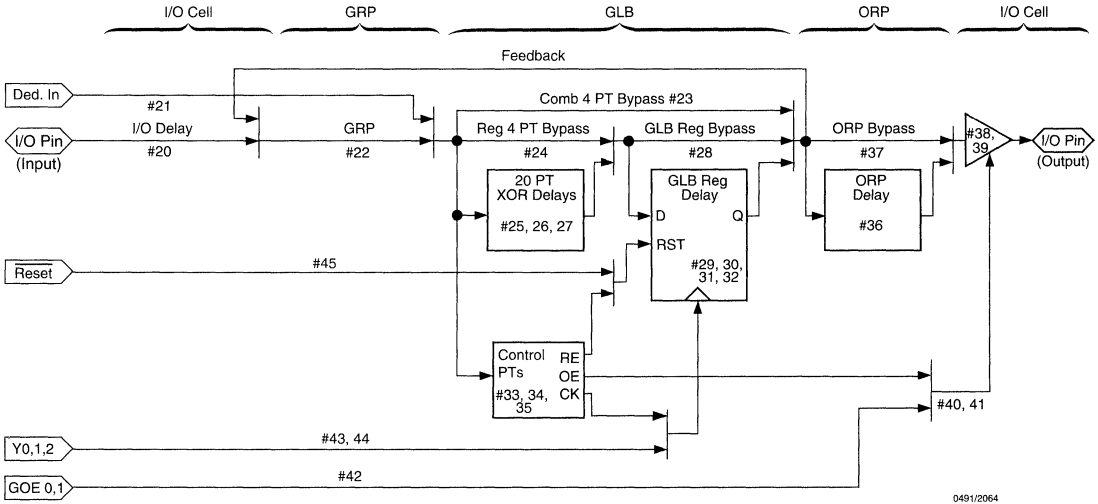 I/O Cell
GRP
GLB
ORP
I/O Cell
Feedback
Ded. In
#21
Comb 4 PT Bypass #23
I/O Pin
(Input)
I/O Delay
#20
GRP
#22
Reg 4 PT Bypass
#24
GLB Reg Bypass
#28
ORP Bypass
#37
#38,
39
I/O Pin
(Output)
20 PT
XOR Delays
#25, 26, 27
GLB Reg
Delay
D
Q
RST
#29, 30,
31, 32
ORP
Delay
#36
Reset
#45
Control
PTs
#33, 34,
35
RE
OE
CK
#40, 41
Y0,1,2
#43, 44
GOE 0,1
#42
0491/2064